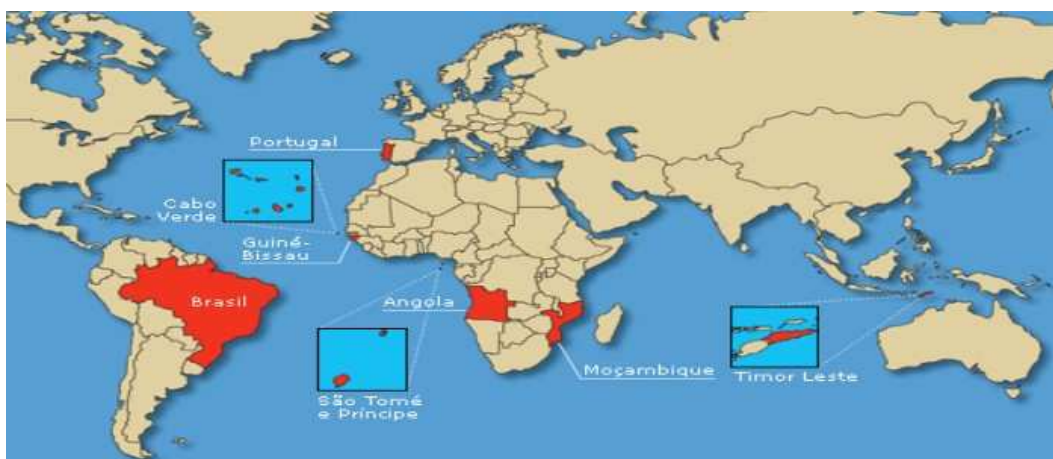 Portugal
Cabo
Verde
Guiné-
Bissau
Brasil
Angola
São Tomé
e Príncipe
Moçambique
Timor Leste